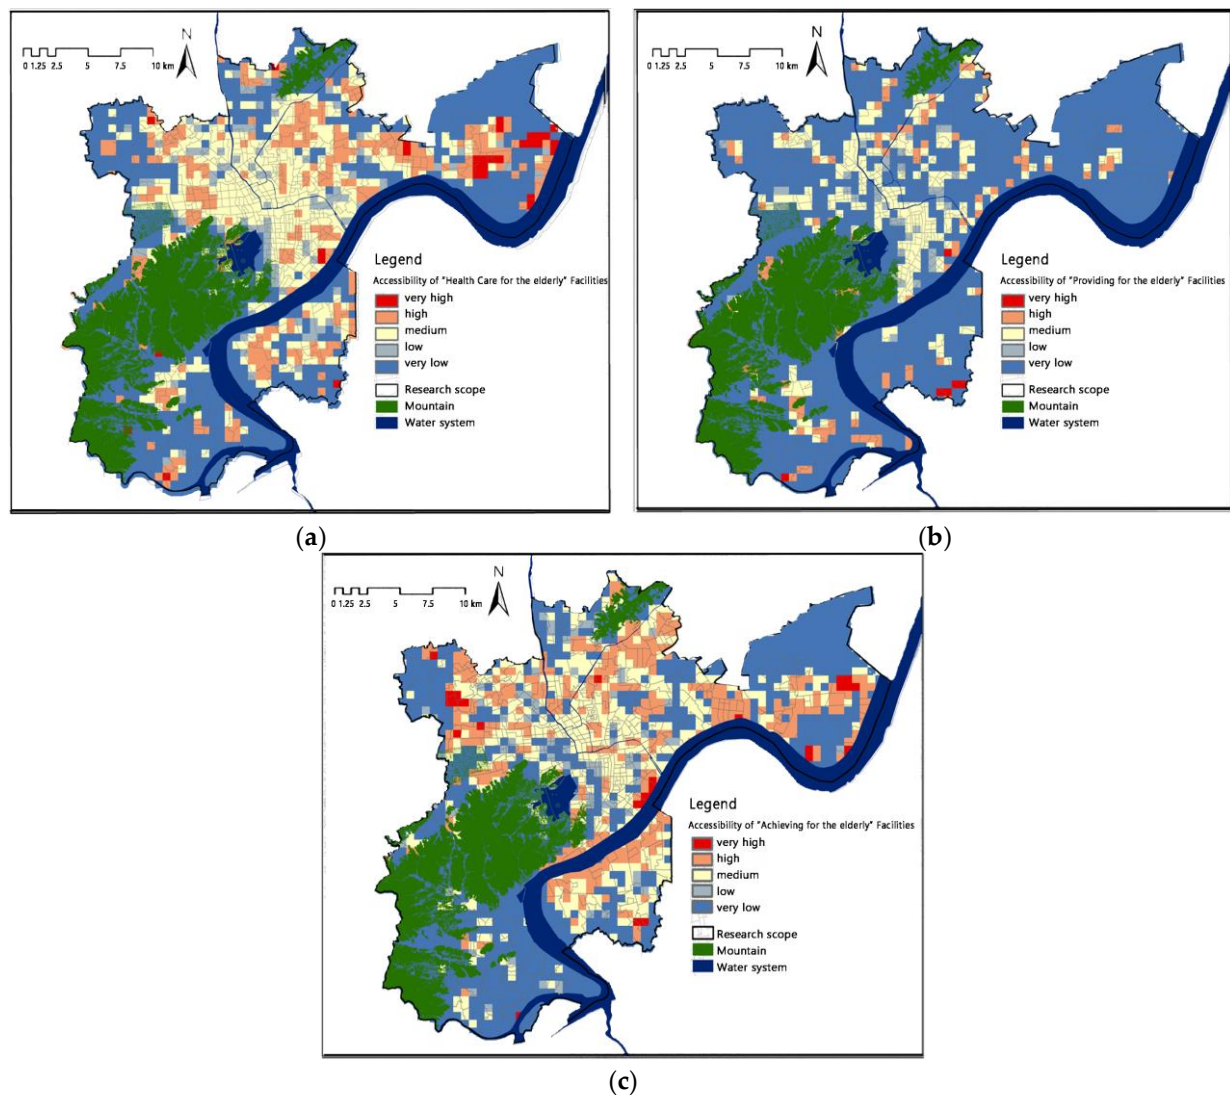 N
0 1.25 2.5 5 7.5 10 km
Legend
Accessibility of "Health Care for the elderly" Facilities
very high
high
medium
low
very low
Research scope
Mountain
Water system
(a)
N
0 1.25 2.5 5 7.5 10 km
Legend
Accessibility of "Providing for the elderly" Facilities
very high
high
medium
low
very low
Research scope
Mountain
Water system
(b)
N
0 1.25 2.5 5 7.5 10 km
Legend
Accessibility of "Achieving for the elderly" Facilities
very high
high
medium
low
very low
Research scope
Mountain
Water system
(c)